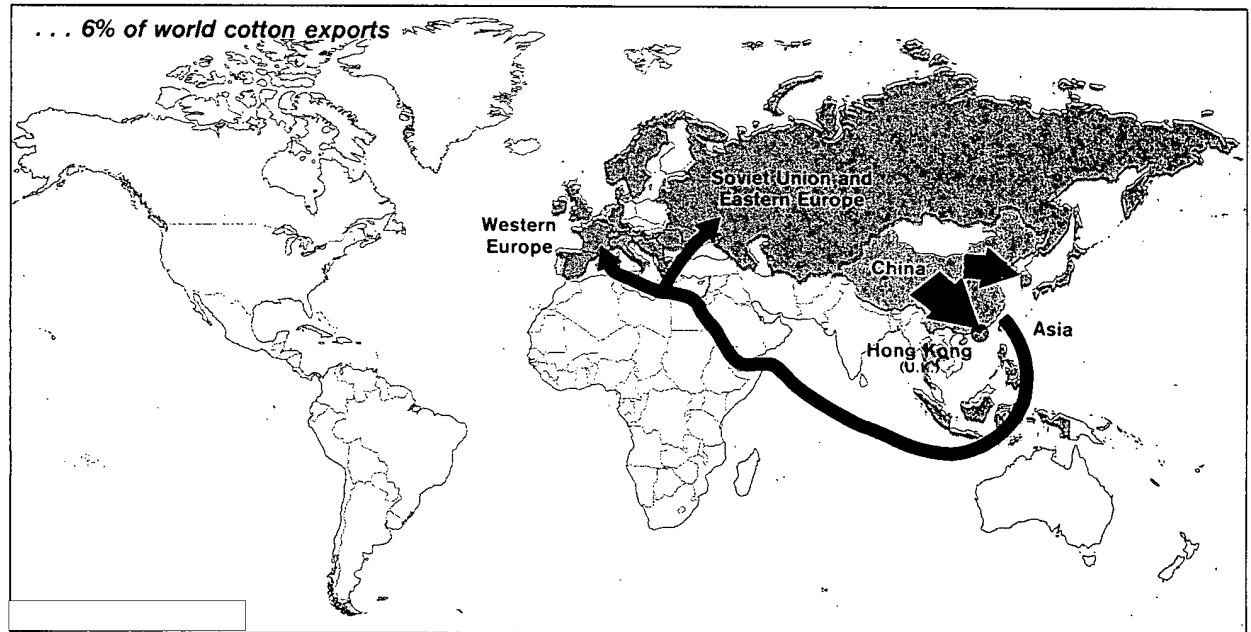 . . . 6% of world cotton exports
Soviet Union and
Eastern Europe
Western
Europe
China
Asia
Hong Kong
(U.K.)